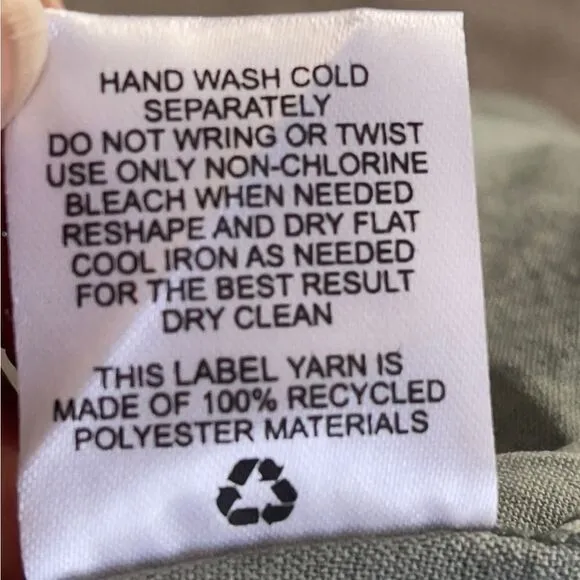 HAND WASH COLD
SEPARATELY
DO NOT WRING OR TWIST
USE ONLY NON-CHLORINE
BLEACH WHEN NEEDED
RESHAPE AND DRY FLAT
COOL IRON AS NEEDED
FOR THE BEST RESULT
DRY CLEAN
THIS LABEL YARN IS
MADE OF 100% RECYCLED
POLYESTER MATERIALS